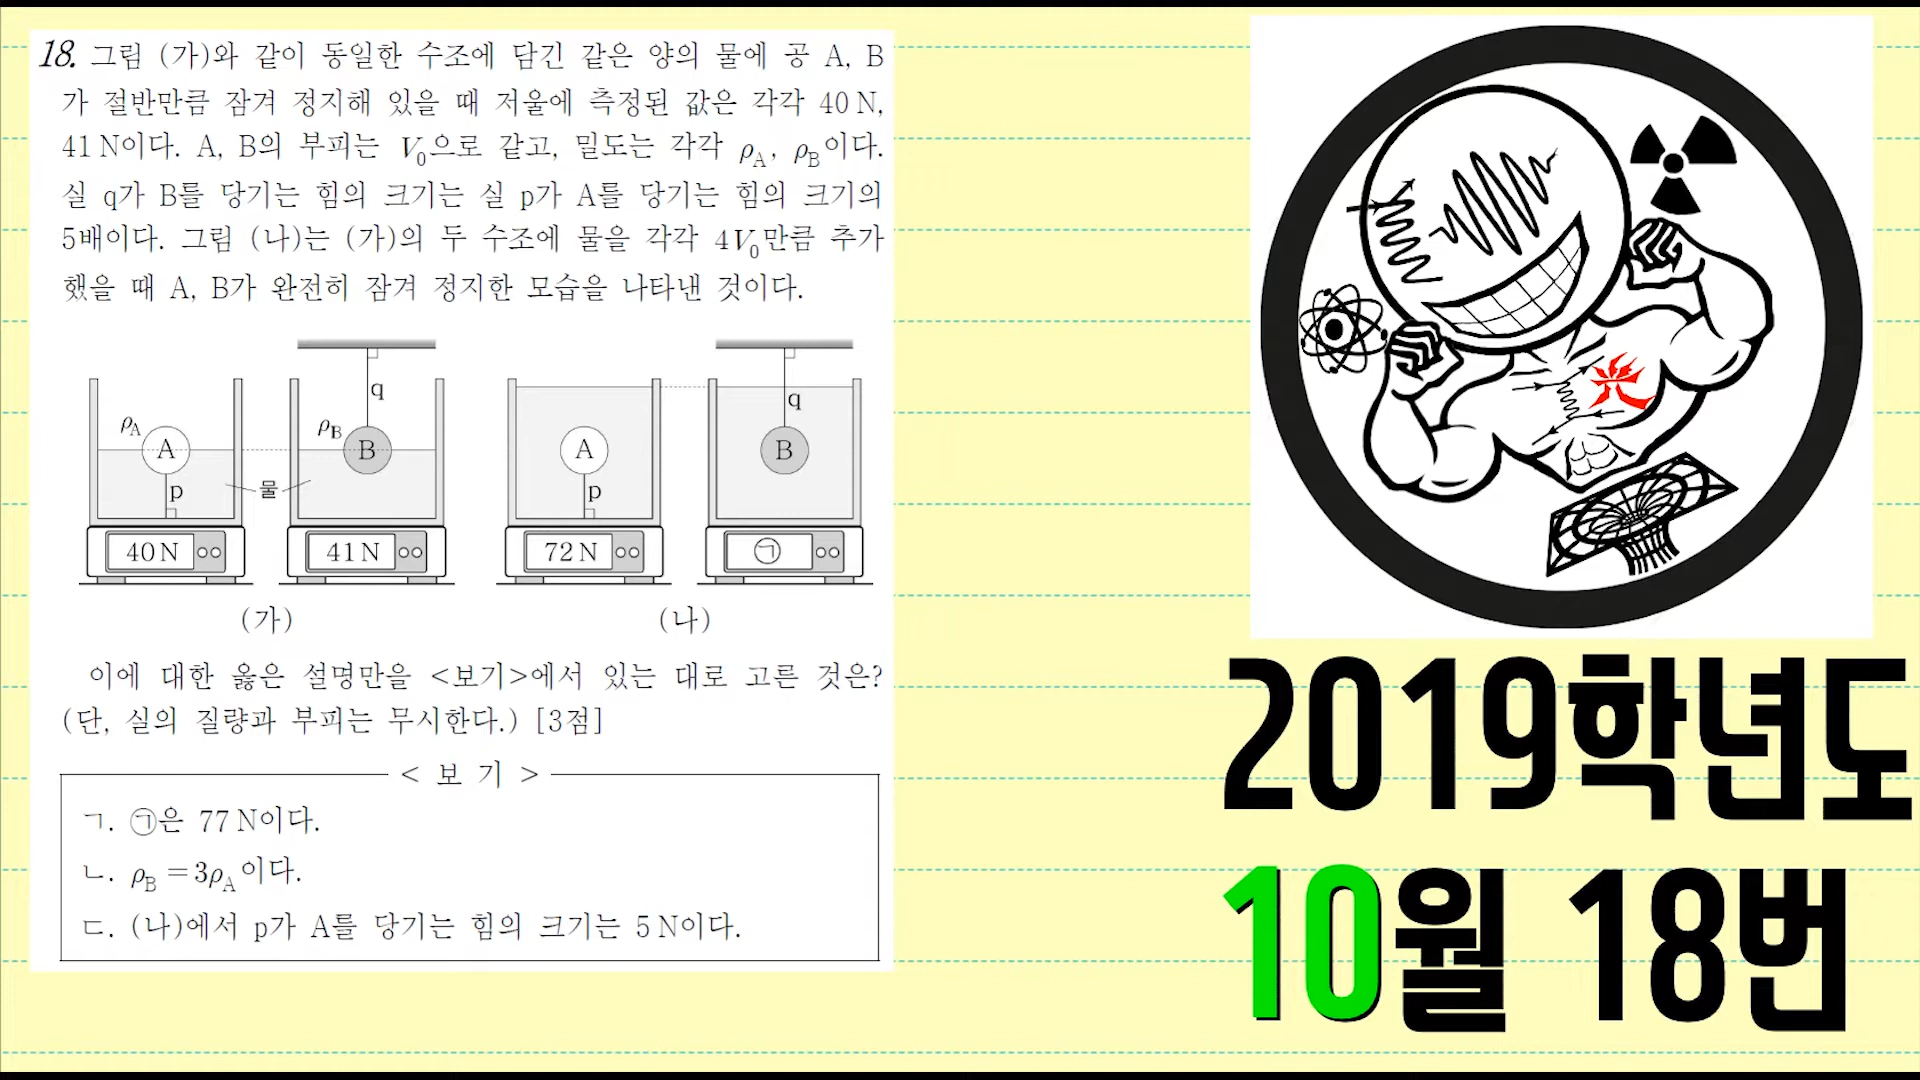 18. 그림 (가)와 같이 동일한 수조에 담긴 같은 양의 물에 공 A, B
가 절반만큼 잠겨 정지해 있을 때 저울에 측정된 값은 각각 40 N,
41 N이다. A, B의 부피는 V₀으로 같고, 밀도는 각각 ρ_A, ρ_B이다.
실 q가 B를 당기는 힘의 크기는 실 p가 A를 당기는 힘의 크기의
5배이다. 그림 (나)는 (가)의 두 수조에 물을 각각 4V₀만큼 추가
했을 때 A, B가 완전히 잠겨 정지한 모습을 나타낸 것이다.
ρ_A A p 물 ρ_B B q
A p q B
40 N 41 N 72 N ㉠
(가) (나)
이에 대한 옳은 설명만을 <보기>에서 있는 대로 고른 것은?
(단, 실의 질량과 부피는 무시한다.) [3점]
< 보 기 >
ㄱ. ㉠은 77 N이다.
ㄴ. ρ_B = 3ρ_A이다.
ㄷ. (나)에서 p가 A를 당기는 힘의 크기는 5 N이다.
2019학년도
10월 18번